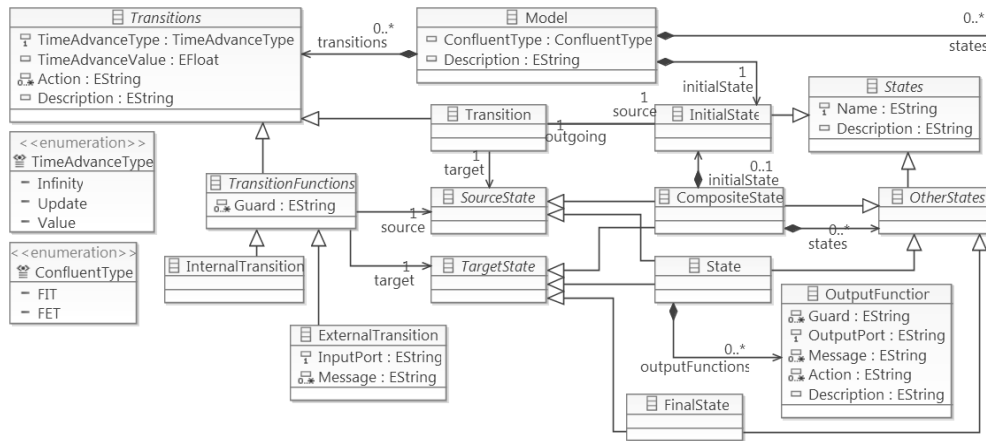 Transitions
TimeAdvanceType : TimeAdvanceType
TimeAdvanceValue : EFloat
Action : EString
Description : EString
0..*
transitions
Model
ConfluentType : ConfluentType
Description : EString
0..*
states
1
initialState
States
Name : EString
Description : EString
Transition
1
source
1
outgoing
InitialState
<<enumeration>>
TimeAdvanceType
Infinity
Update
Value
1
target
0..1
initialState
TransitionFunctions
Guard : EString
1
source
SourceState
CompositeState
OtherStates
0..*
states
<<enumeration>>
ConfluentType
FIT
FET
InternalTransition
1
target
TargetState
State
OutputFunctior
Guard : EString
OutputPort : EString
Message : EString
Action : EString
Description : EString
ExternalTransition
InputPort : EString
Message : EString
0..*
outputFunctions
FinalState